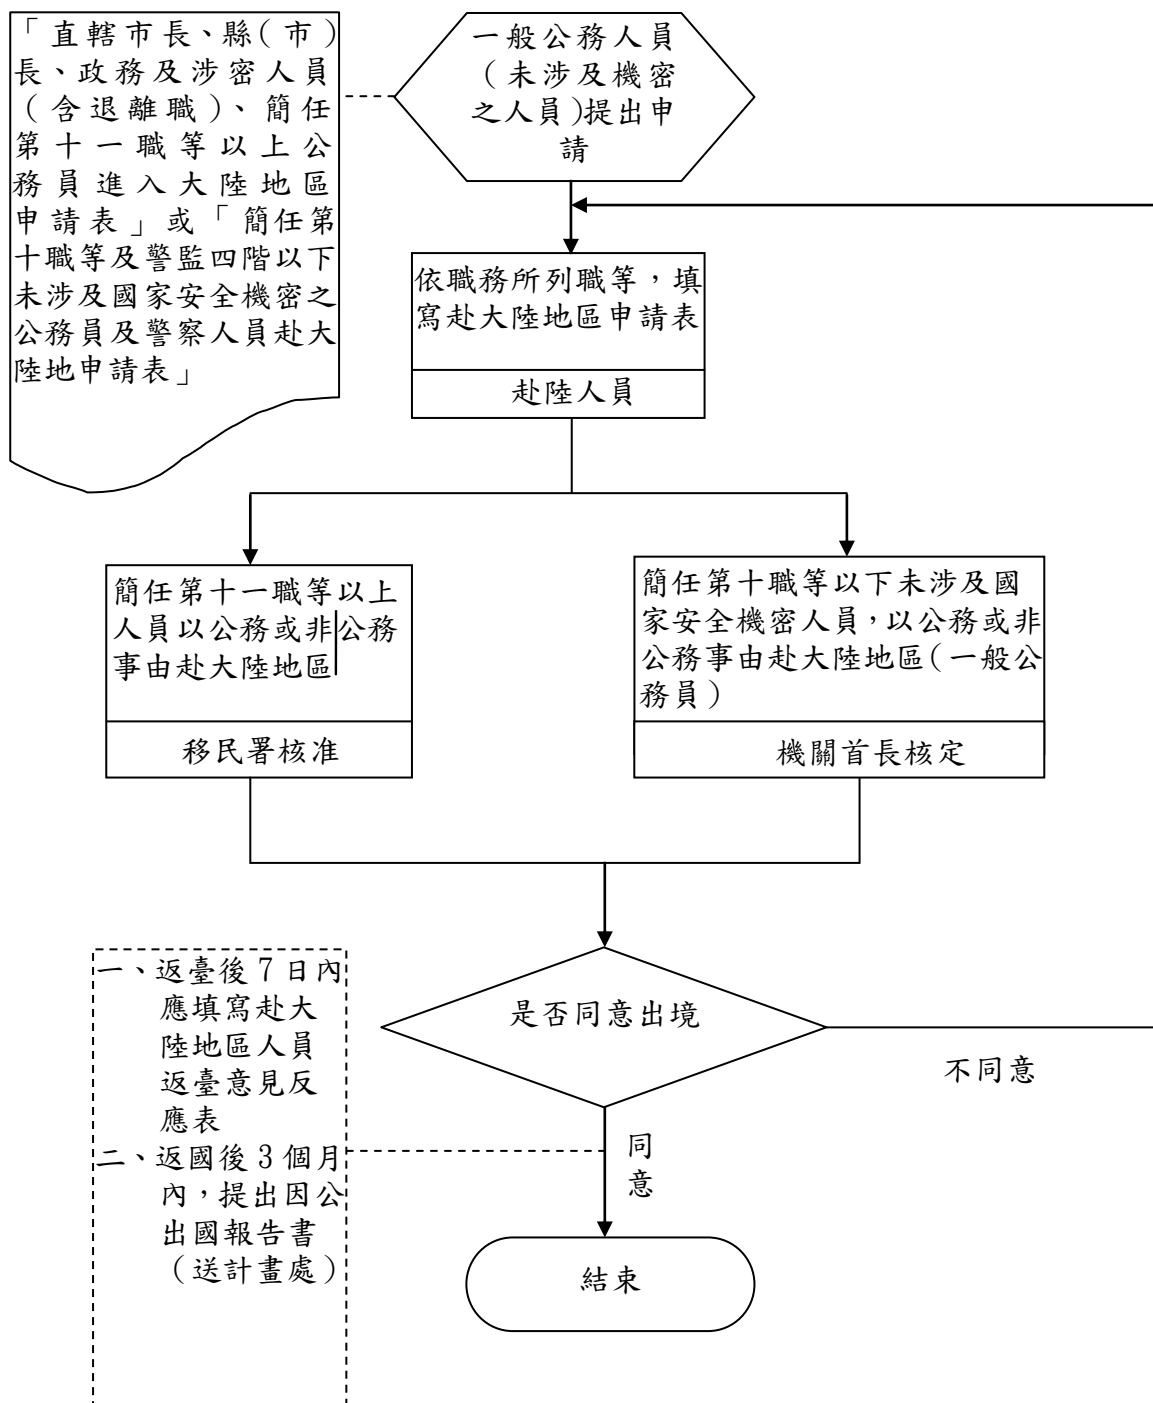 「直轄市長、縣(市)
長、政務及涉密人員
(含退離職)、簡任
第十一職等以上公
務員進入大陸地區
申請表」或「簡任第
十職等及警監四階以下
未涉及國家安全機密之
公務員及警察人員赴大
陸地申請表」
一般公務人員
(未涉及機密
之人員)提出申
請
依職務所列職等，填
寫赴大陸地區申請表
赴陸人員
簡任第十一職等以上
人員以公務或非公務
事由赴大陸地區
移民署核准
簡任第十職等以下未涉及國
家安全機密人員，以公務或非
公務事由赴大陸地區(一般公
務員)
機關首長核定
是否同意出境
不同意
同
意
一、返臺後7日內
應填寫赴大
陸地區人員
返臺意見反
應表
二、返國後3個月
內，提出因公
出國報告書
(送計畫處)
結束